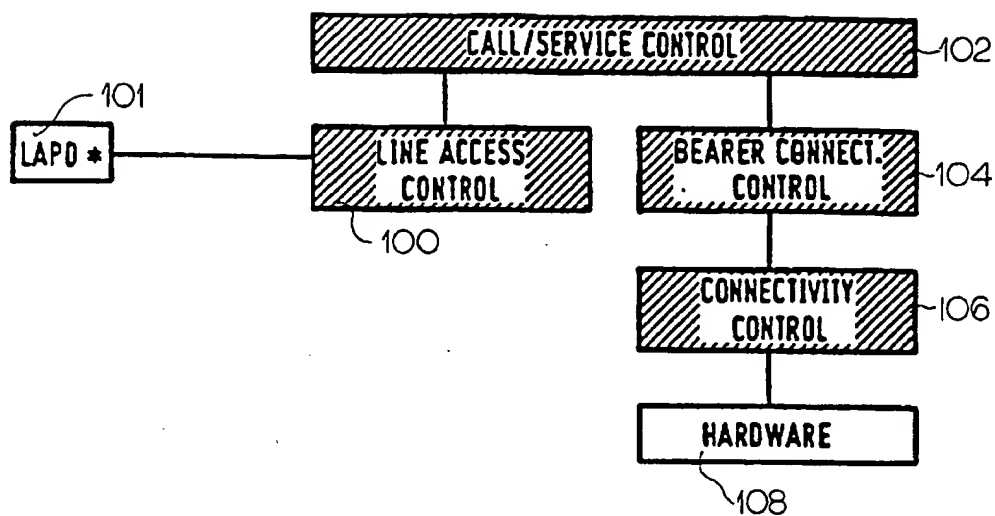 CALL/SERVICE CONTROL
102
101
LAPD *
LINE ACCESS
CONTROL
100
BEARER CONNECT.
CONTROL
104
CONNECTIVITY
CONTROL
106
HARDWARE
108